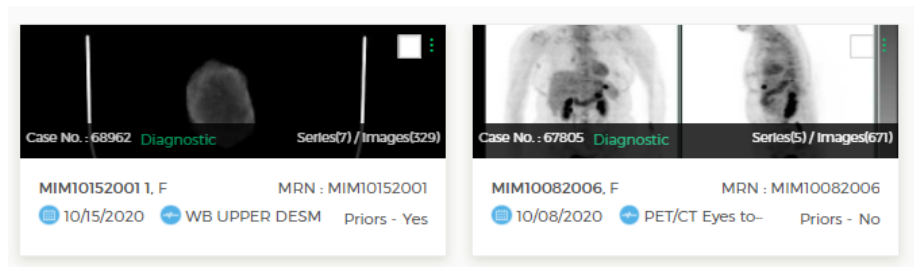 Case No. : 68962 Diagnostic Series(7) / Images(329)
MIM10152001 1, F MRN : MIM10152001
10/15/2020 WB UPPER DESM Priors - Yes
Case No. : 67805 Diagnostic Series(5) / Images(671)
MIM10082006, F MRN : MIM10082006
10/08/2020 PET/CT Eyes to-- Priors - No